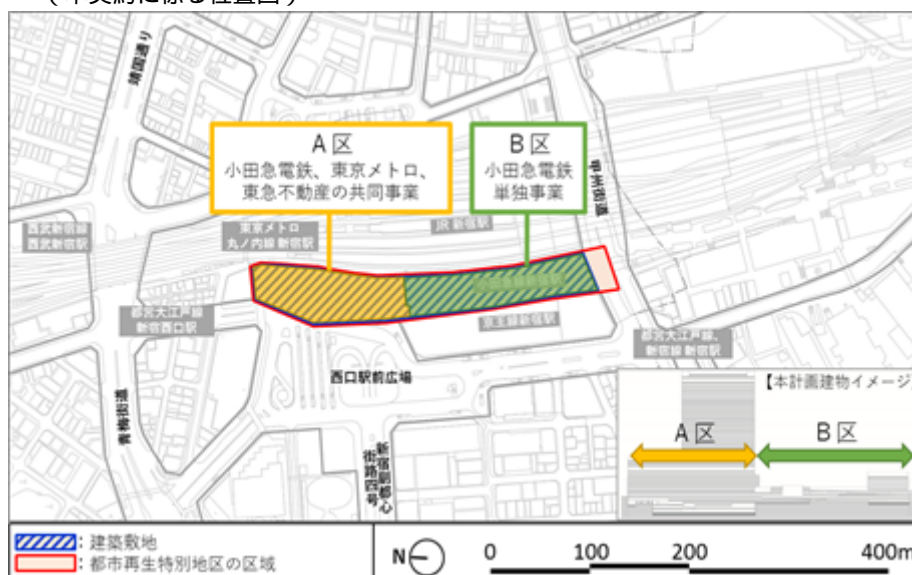 (本契約に係る位置図)
靖国通り
A区
小田急電鉄、東京メトロ、
東急不動産の共同事業
B区
小田急電鉄
単独事業
甲州街道
西武新宿線
西武新宿駅
東京メトロ
丸ノ内線 新宿駅
JR 新宿駅
都営大江戸線
新宿西口駅
京王線新宿駅
都営大江戸線、
新宿線 新宿駅
西口駅前広場
青梅街道
新宿副都心
街路四号
【本計画建物イメージ
A区
B区
:建築敷地
:都市再生特別地区の区域
N
0
100
200
400m